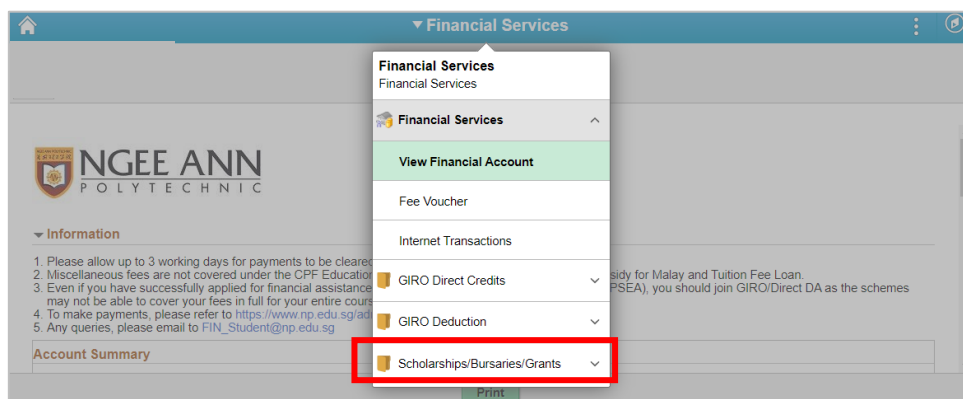 Financial Services
Financial Services
Financial Services
Financial Services
View Financial Account
Fee Voucher
Internet Transactions
GIRO Direct Credits
GIRO Deduction
Scholarships/Bursaries/Grants
NGEE ANN
POLYTECHNIC
Information
1. Please allow up to 3 working days for payments to be cleared
2. Miscellaneous fees are not covered under the CPF Education sidy for Malay and Tuition Fee Loan.
3. Even if you have successfully applied for financial assistance PSEA), you should join GIRO/Direct DA as the schemes
may not be able to cover your fees in full for your entire cours
4. To make payments, please refer to https://www.np.edu.sg/ad
5. Any queries, please email to FIN_Student@np.edu.sg
Account Summary
Print